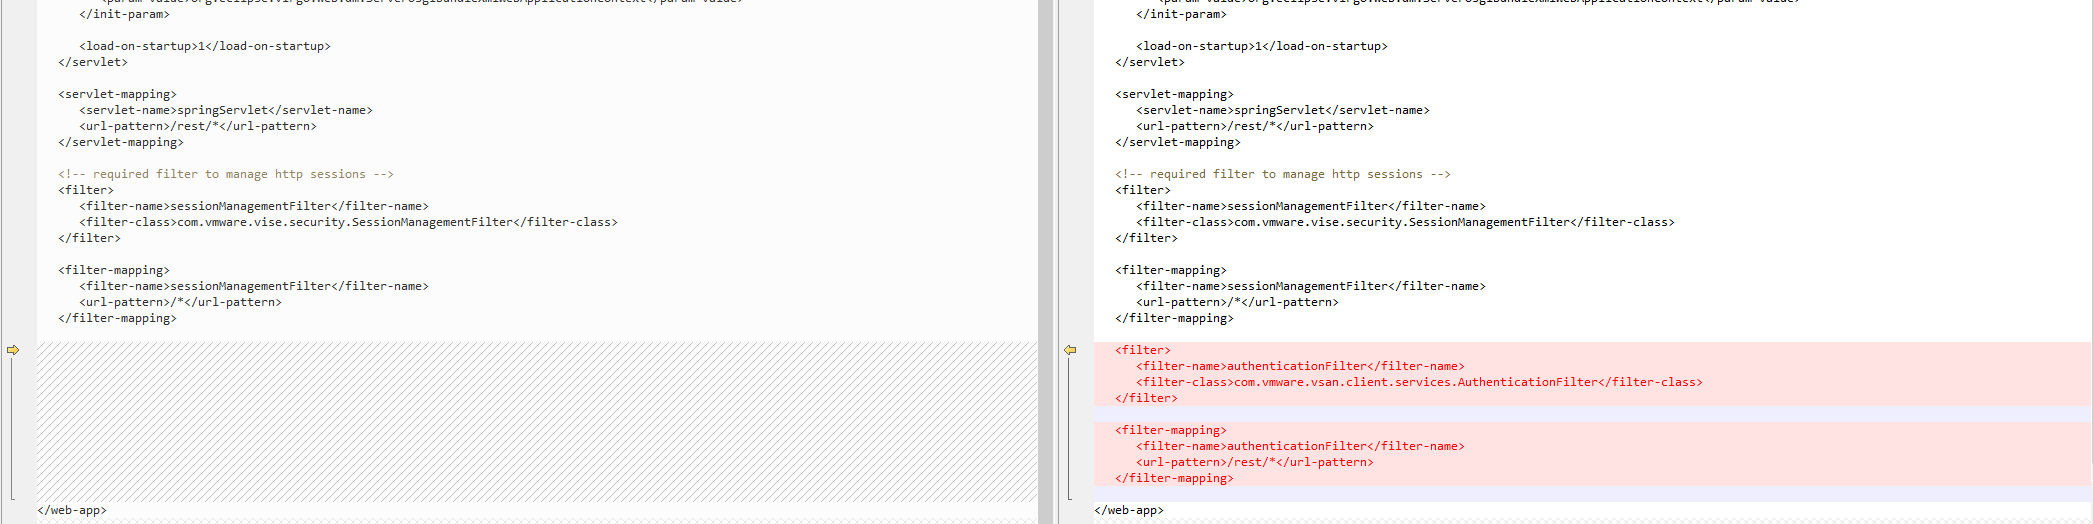 </init-param>
<load-on-startup>1</load-on-startup>
</servlet>
<servlet-mapping>
<servlet-name>springServlet</servlet-name>
<url-pattern>/rest/*</url-pattern>
</servlet-mapping>
<!-- required filter to manage http sessions -->
<filter>
<filter-name>sessionManagementFilter</filter-name>
<filter-class>com.vmware.vise.security.SessionManagementFilter</filter-class>
</filter>
<filter-mapping>
<filter-name>sessionManagementFilter</filter-name>
<url-pattern>/*</url-pattern>
</filter-mapping>
</web-app>
</init-param>
<load-on-startup>1</load-on-startup>
</servlet>
<servlet-mapping>
<servlet-name>springServlet</servlet-name>
<url-pattern>/rest/*</url-pattern>
</servlet-mapping>
<!-- required filter to manage http sessions -->
<filter>
<filter-name>sessionManagementFilter</filter-name>
<filter-class>com.vmware.vise.security.SessionManagementFilter</filter-class>
</filter>
<filter-mapping>
<filter-name>sessionManagementFilter</filter-name>
<url-pattern>/*</url-pattern>
</filter-mapping>
<filter>
<filter-name>authenticationFilter</filter-name>
<filter-class>com.vmware.vsan.client.services.AuthenticationFilter</filter-class>
</filter>
<filter-mapping>
<filter-name>authenticationFilter</filter-name>
<url-pattern>/rest/*</url-pattern>
</filter-mapping>
</web-app>